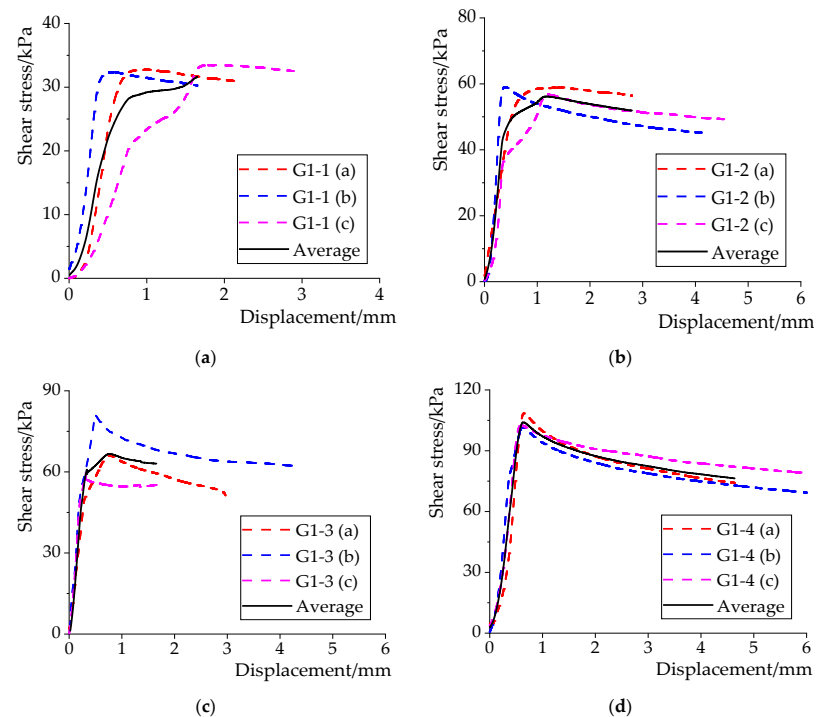 40
30
20
10
0
Shear stress/kPa
G1-1 (a)
G1-1 (b)
G1-1 (c)
Average
0 1 2 3 4
Displacement/mm
(a)
80
60
40
20
0
Shear stress/kPa
G1-2 (a)
G1-2 (b)
G1-2 (c)
Average
0 1 2 3 4 5 6
Displacement/mm
(b)
90
60
30
0
Shear stress/kPa
G1-3 (a)
G1-3 (b)
G1-3 (c)
Average
0 1 2 3 4 5 6
Displacement/mm
(c)
120
90
60
30
0
Shear stress/kPa
G1-4 (a)
G1-4 (b)
G1-4 (c)
Average
0 1 2 3 4 5 6
Displacement/mm
(d)